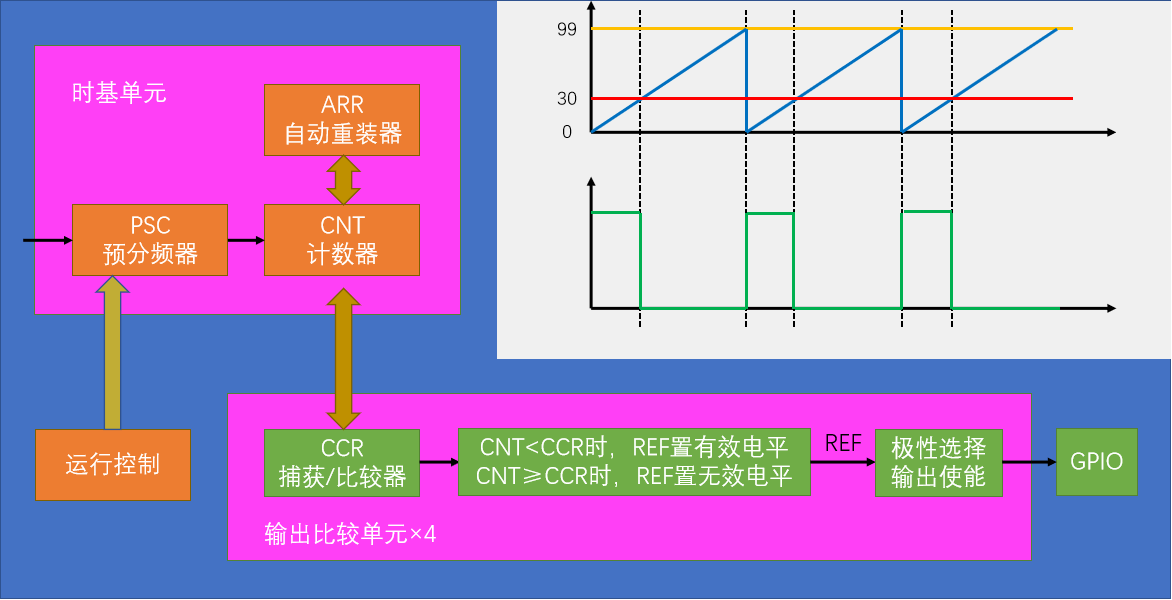 99
30
0
时基单元
ARR
自动重装器
PSC
预分频器
CNT
计数器
运行控制
CCR
捕获/比较器
CNT<CCR时，REF置有效电平
CNT≥CCR时，REF置无效电平
REF
极性选择
输出使能
GPIO
输出比较单元×4